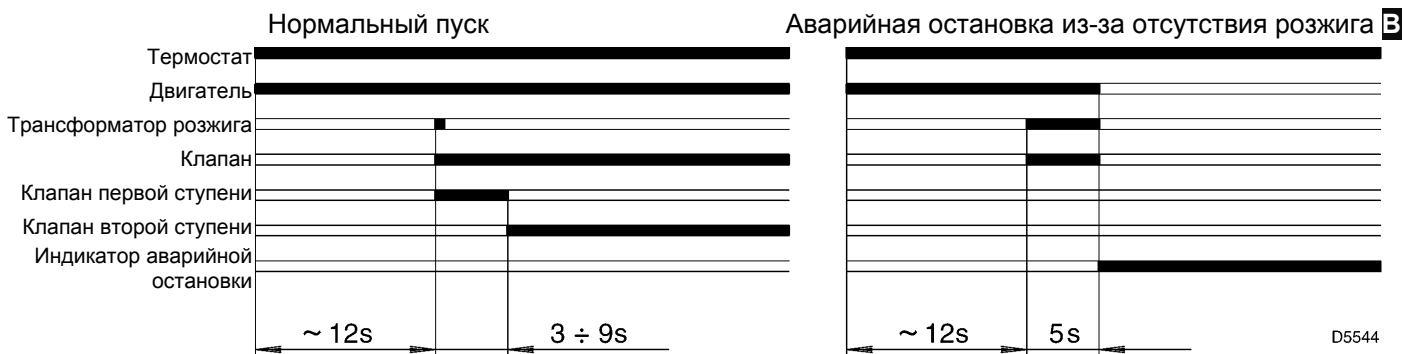 Нормальный пуск
Аварийная остановка из-за отсутствия розжига B
Термостат
Двигатель
Трансформатор розжига
Клапан
Клапан первой ступени
Клапан второй ступени
Индикатор аварийной
остановки
~ 12s
3 ÷ 9s
~ 12s
5s
D5544